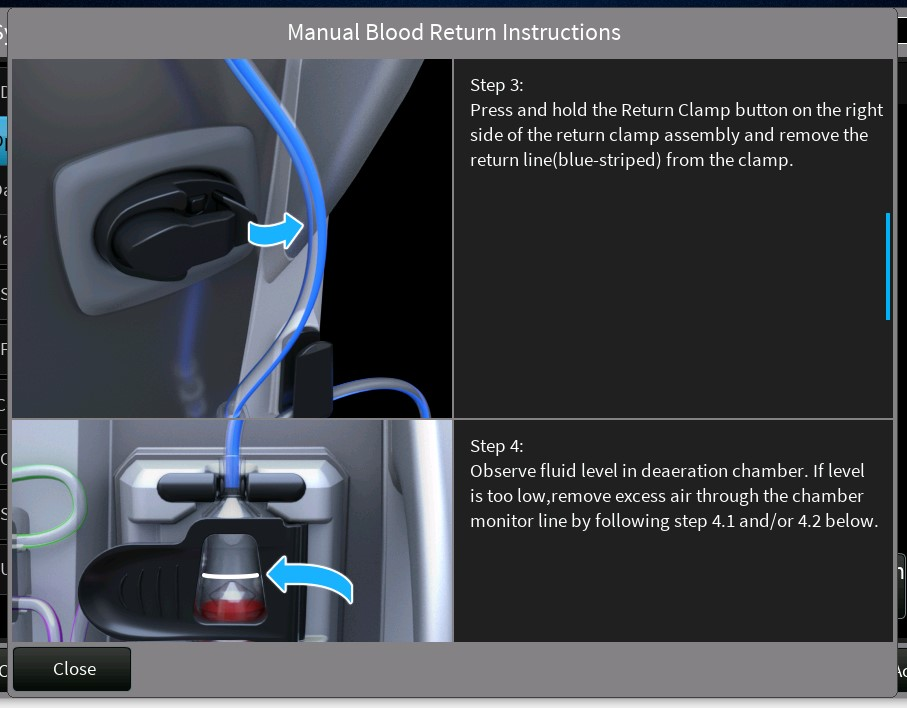 Manual Blood Return Instructions
Step 3:
Press and hold the Return Clamp button on the right
side of the return clamp assembly and remove the
return line(blue-striped) from the clamp.
Step 4:
Observe fluid level in deaeration chamber. If level
is too low,remove excess air through the chamber
monitor line by following step 4.1 and/or 4.2 below.
Close